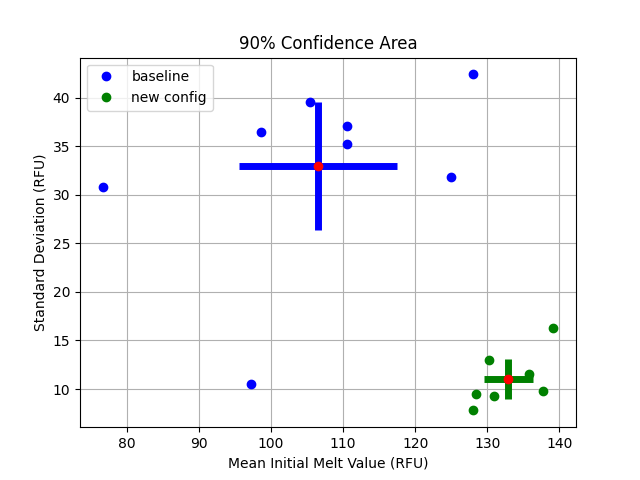 90% Confidence Area
baseline
new config
40
35
30
25
20
15
10
Standard Deviation (RFU)
80 90 100 110 120 130 140
Mean Initial Melt Value (RFU)